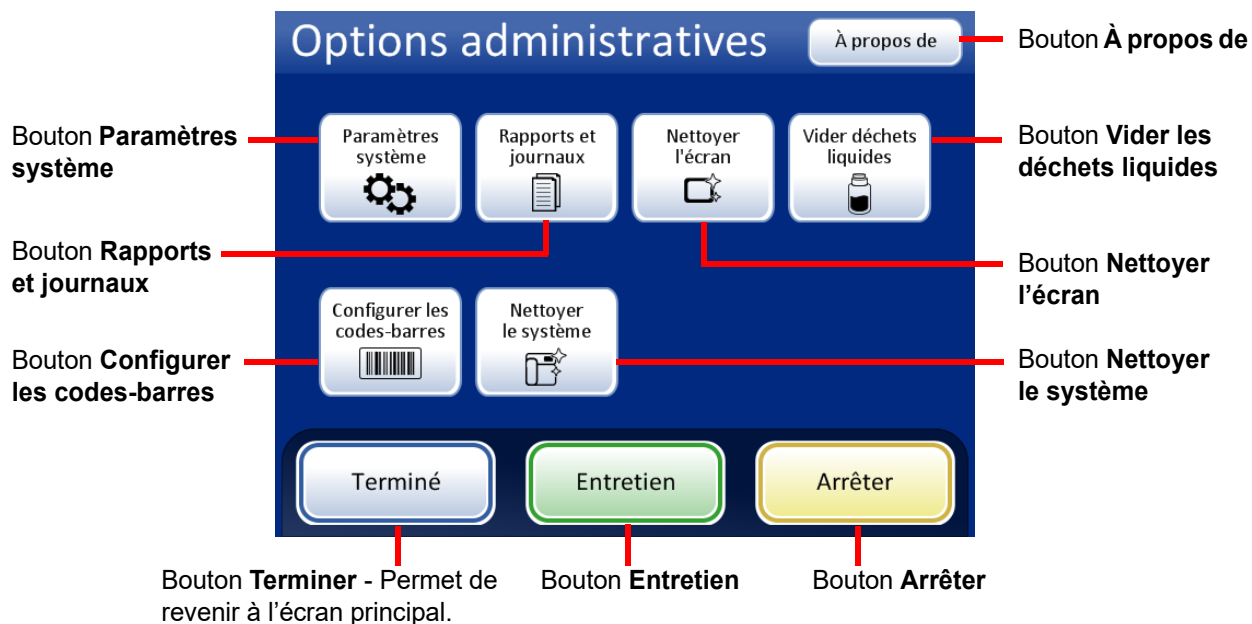 Options administratives
À propos de
Bouton À propos de
Bouton Paramètres
système
Paramètres
système
Rapports et
journaux
Nettoyer
l'écran
Vider déchets
liquides
Bouton Vider les
déchets liquides
Bouton Rapports
et journaux
Bouton Nettoyer
l’écran
Configurer les
codes-barres
Nettoyer
le système
Bouton Configurer
les codes-barres
Bouton Nettoyer
le système
Terminé
Entretien
Arrêter
Bouton Terminer - Permet de
revenir à l’écran principal.
Bouton Entretien
Bouton Arrêter